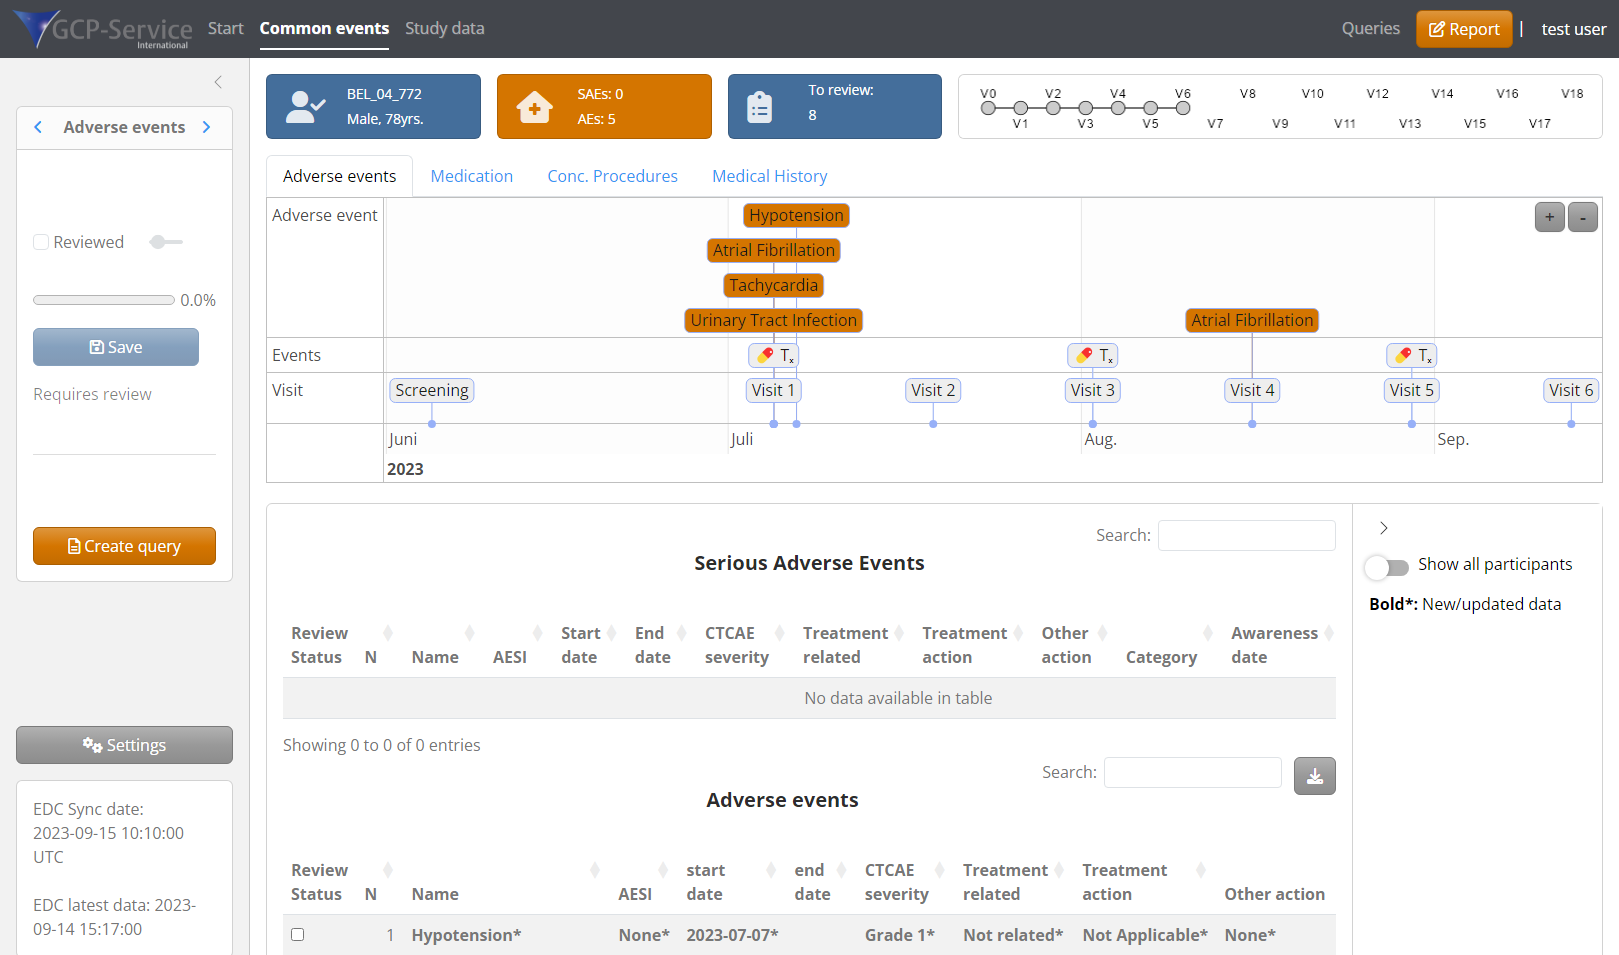 GCP-Service
International
Start
Common events
Study data
Queries
Report
|
test user
Adverse events
Reviewed
0.0%
Save
Requires review
Create query
Settings
EDC Sync date:
2023-09-15 10:10:00
UTC
EDC latest data: 2023-
09-14 15:17:00
BEL_04_772
Male, 78yrs.
SAEs: 0
AEs: 5
To review:
8
V0 V2 V4 V6 V8 V10 V12 V14 V16 V18
V1 V3 V5 V7 V9 V11 V13 V15 V17
Adverse events
Medication
Conc. Procedures
Medical History
Adverse event
+ -
Hypotension
Atrial Fibrillation
Tachycardia
Urinary Tract Infection
Atrial Fibrillation
Events
Tx Tx Tx
Visit
Screening Visit 1 Visit 2 Visit 3 Visit 4 Visit 5 Visit 6
Juni Juli Aug. Sep.
2023
Search:
Serious Adverse Events
Review Start End CTCAE Treatment Treatment Other Awareness
Status N Name AESI date date severity related action action Category date
No data available in table
Showing 0 to 0 of 0 entries
Search:
Adverse events
Review start end CTCAE Treatment Treatment
Status N Name AESI date date severity related action Other action
1 Hypotension* None* 2023-07-07* Grade 1* Not related* Not Applicable* None*
Show all participants
Bold*: New/updated data